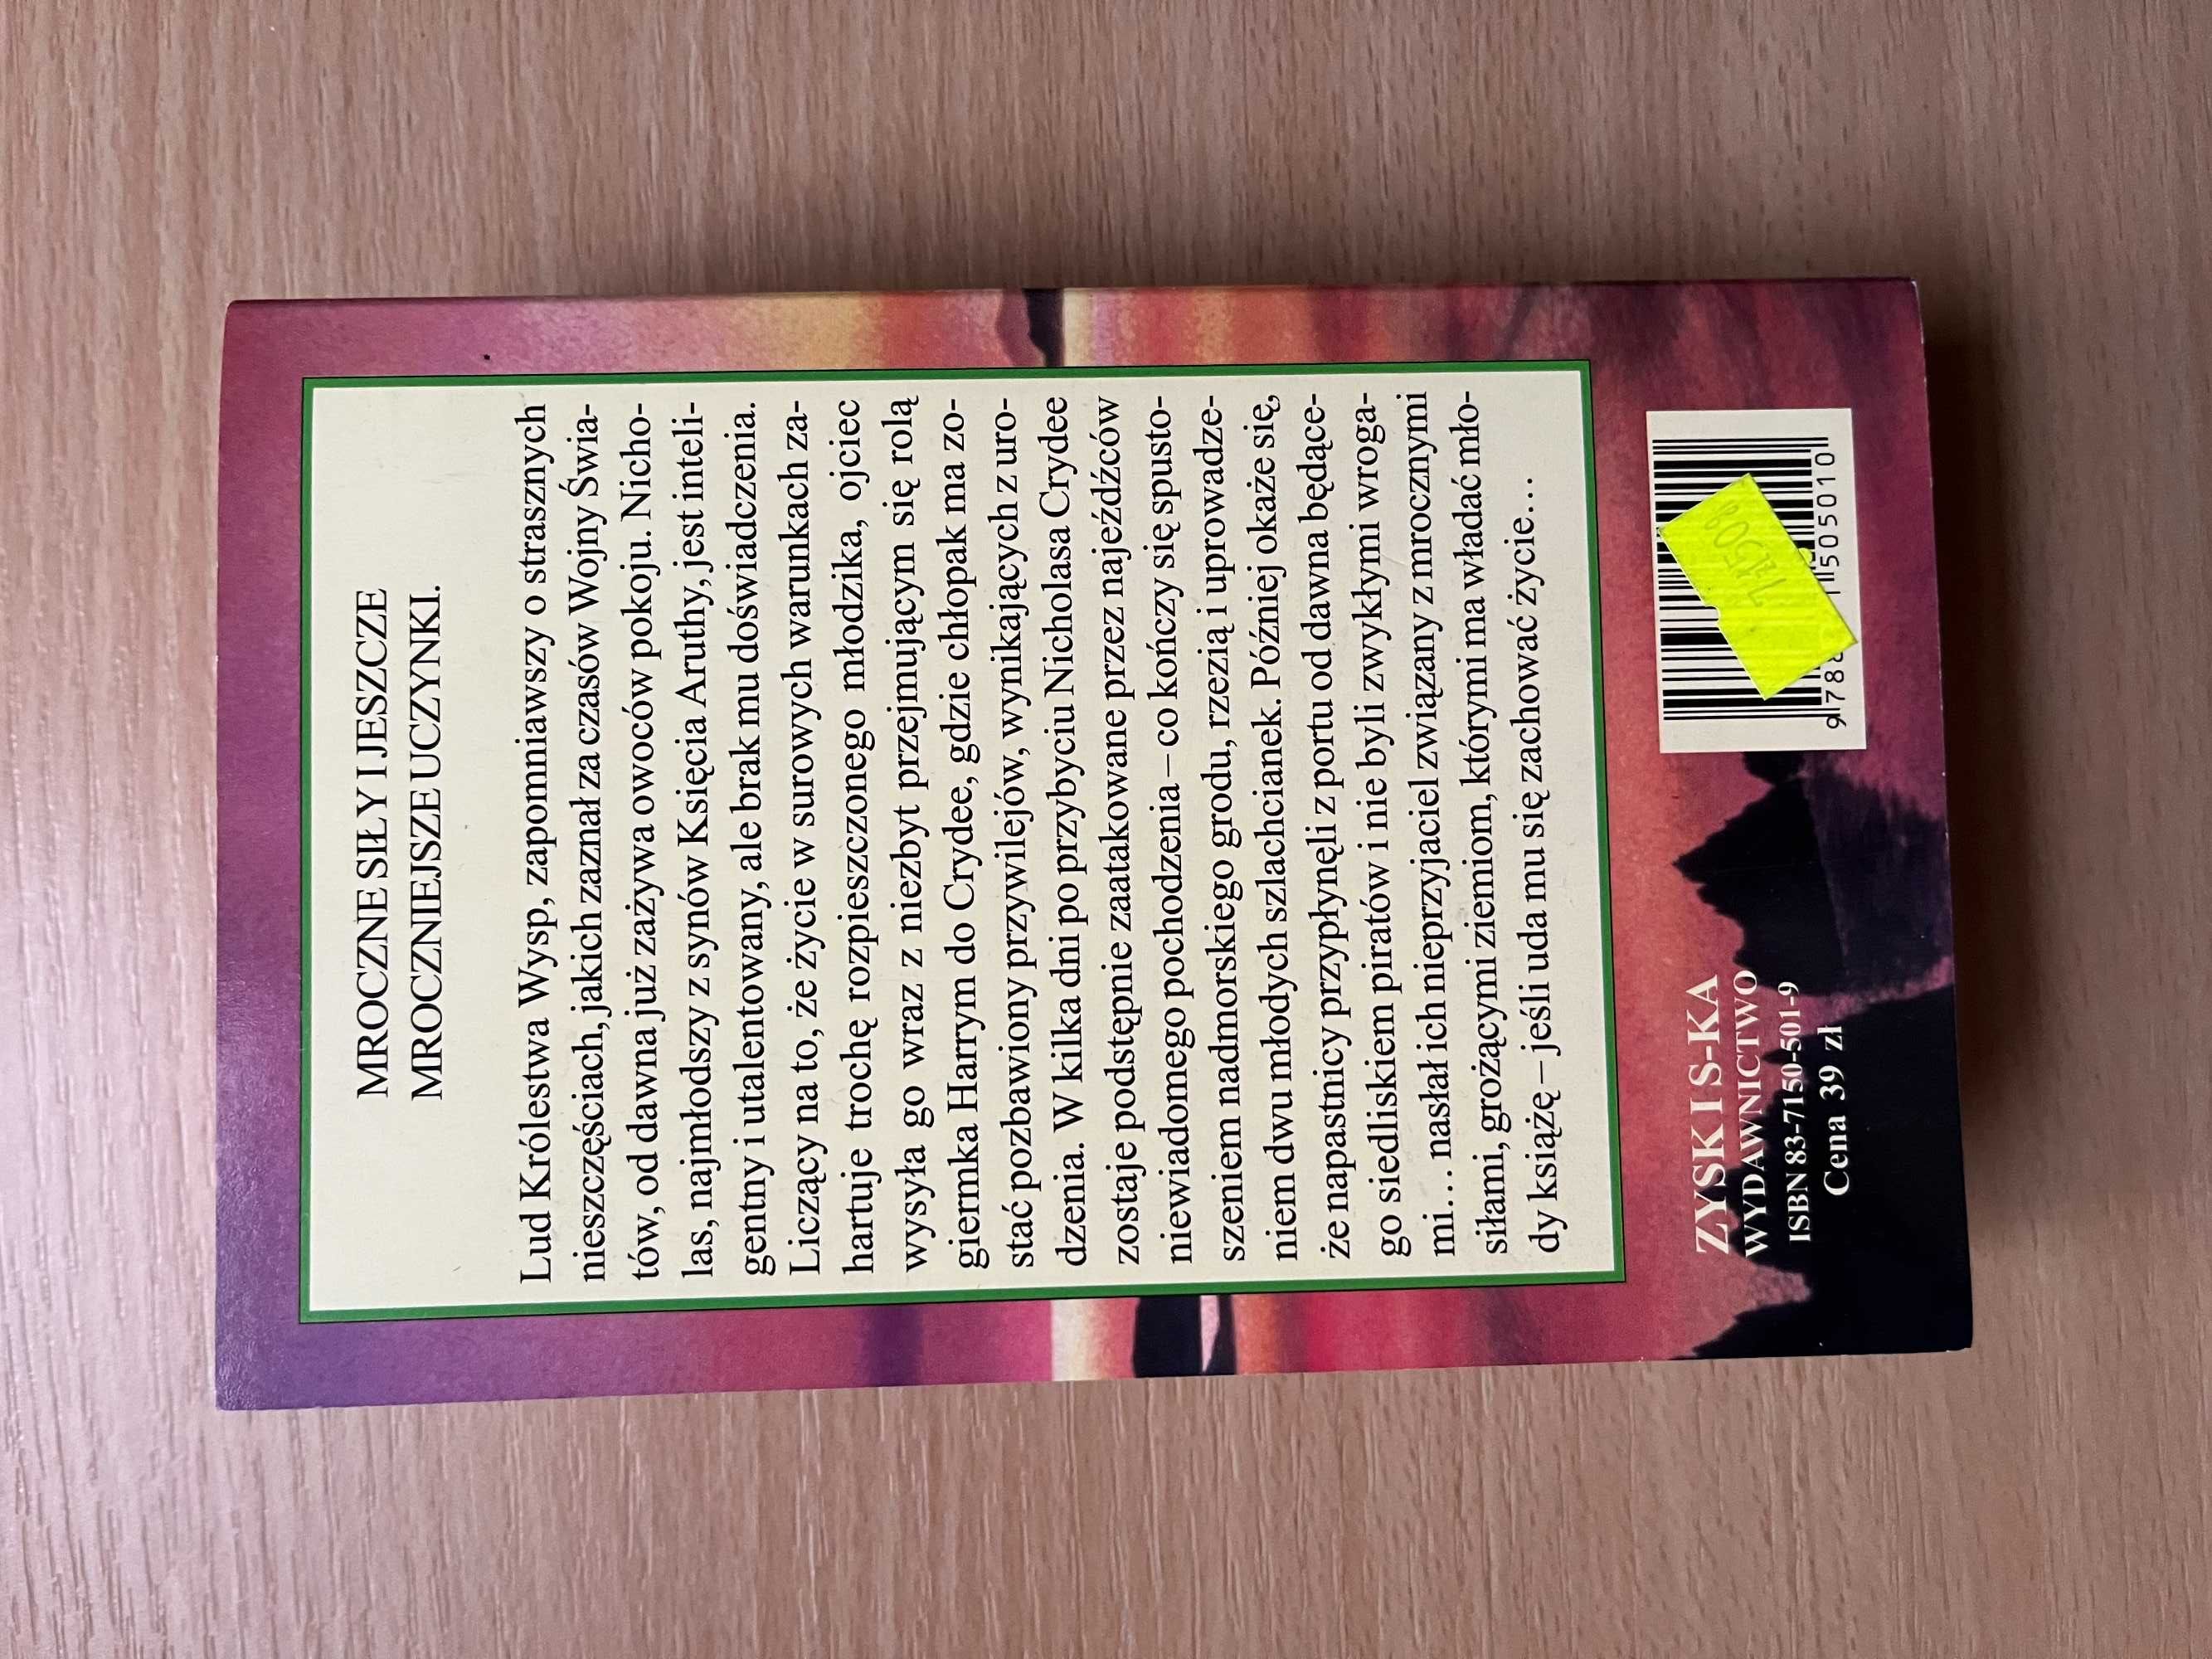 MROCZNE SIŁY I JESZCZE
MROCZNIEJSZE UCZYNKI.
Lud Królestwa Wysp, zapomniawszy o strasznych
nieszczęściach, jakich zaznał za czasów Wojny Świa-
tów, od dawna już zażywa owoców pokoju. Nicho-
las, najmłodszy z synów Księcia Aruthy, jest inteli-
gentny i utalentowany, ale brak mu doświadczenia.
Liczący na to, że życie w surowych warunkach za-
hartuje trochę rozpieszczonego młodzika, ojciec
wysyła go wraz z niezbyt przejmującym się rolą
giermka Harrym do Crydee, gdzie chłopak ma zo-
stać pozbawiony przywilejów, wynikających z uro-
dzenia. W kilka dni po przybyciu Nicholasa Crydee
zostaje podstępnie zaatakowane przez najeźdźców
niewiadomego pochodzenia – co kończy się spusto-
szeniem nadmorskiego grodu, rzezią i uprowadze-
niem dwu młodych szlachcianek. Później okaże się,
że napastnicy przypłynęli z portu od dawna będące-
go siedliskiem piratów i nie byli zwykłymi wroga-
mi... nasłał ich nieprzyjaciel związany z mrocznymi
siłami, grożącymi ziemiom, którymi ma władać mło-
dy książę – jeśli uda mu się zachować życie...
ZYSK I S-KA
WYDAWNICTWO
ISBN 83-7150-501-9
Cena 39 zł
505010